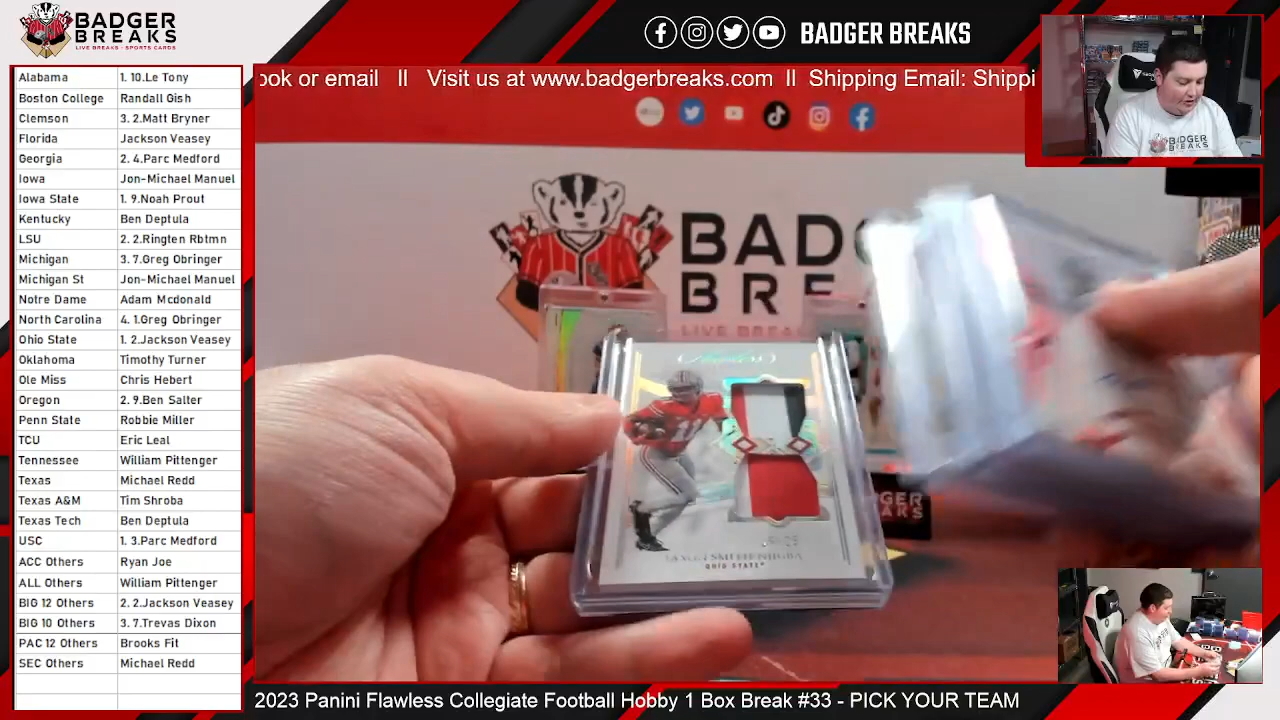 BADGER
BREAKS
LIVE BREAKS - SPORTS CARDS
BADGER BREAKS
ook or email II Visit us at www.badgerbreaks.com II Shipping Email: Shippi
Alabama 1. 10.Le Tony
Boston College Randall Gish
Clemson 3. 2.Matt Bryner
Florida Jackson Veasey
Georgia 2. 4.Parc Medford
Iowa Jon-Michael Manuel
Iowa State 1. 9.Noah Prout
Kentucky Ben Deptula
LSU 2. 2.Ringten Rbtmn
Michigan 3. 7.Greg Obringer
Michigan St Jon-Michael Manuel
Notre Dame Adam Mcdonald
North Carolina 4. 1.Greg Obringer
Ohio State 1. 2.Jackson Veasey
Oklahoma Timothy Turner
Ole Miss Chris Hebert
Oregon 2. 9.Ben Salter
Penn State Robbie Miller
TCU Eric Leal
Tennessee William Pittenger
Texas Michael Redd
Texas A&M Tim Shroba
Texas Tech Ben Deptula
USC 1. 3.Parc Medford
ACC Others Ryan Joe
ALL Others William Pittenger
BIG 12 Others 2. 2.Jackson Veasey
BIG 10 Others 3. 7.Trevas Dixon
PAC 12 Others Brooks Fit
SEC Others Michael Redd
BAD
BRE
LIVE BREA
OHIO STATE
BADGER
BREAKS
2023 Panini Flawless Collegiate Football Hobby 1 Box Break #33 - PICK YOUR TEAM